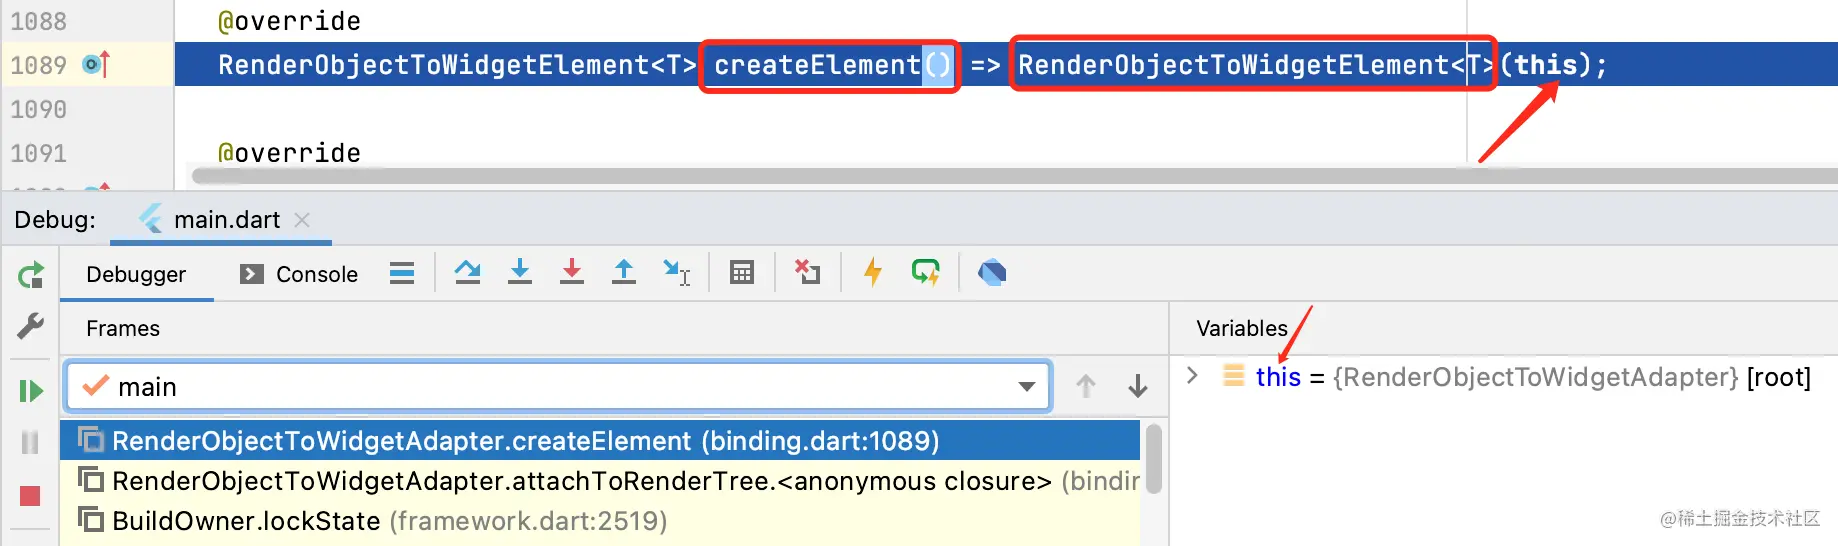 1088 @override
1089 RenderObjectToWidgetElement<T> createElement() => RenderObjectToWidgetElement<T>(this);
1090
1091 @override
Debug: main.dart
Debugger Console
Frames Variables
main
this = {RenderObjectToWidgetAdapter} [root]
RenderObjectToWidgetAdapter.createElement (binding.dart:1089)
RenderObjectToWidgetAdapter.attachToRenderTree.<anonymous closure> (bindin
BuildOwner.lockState (framework.dart:2519)
@稀土掘金技术社区